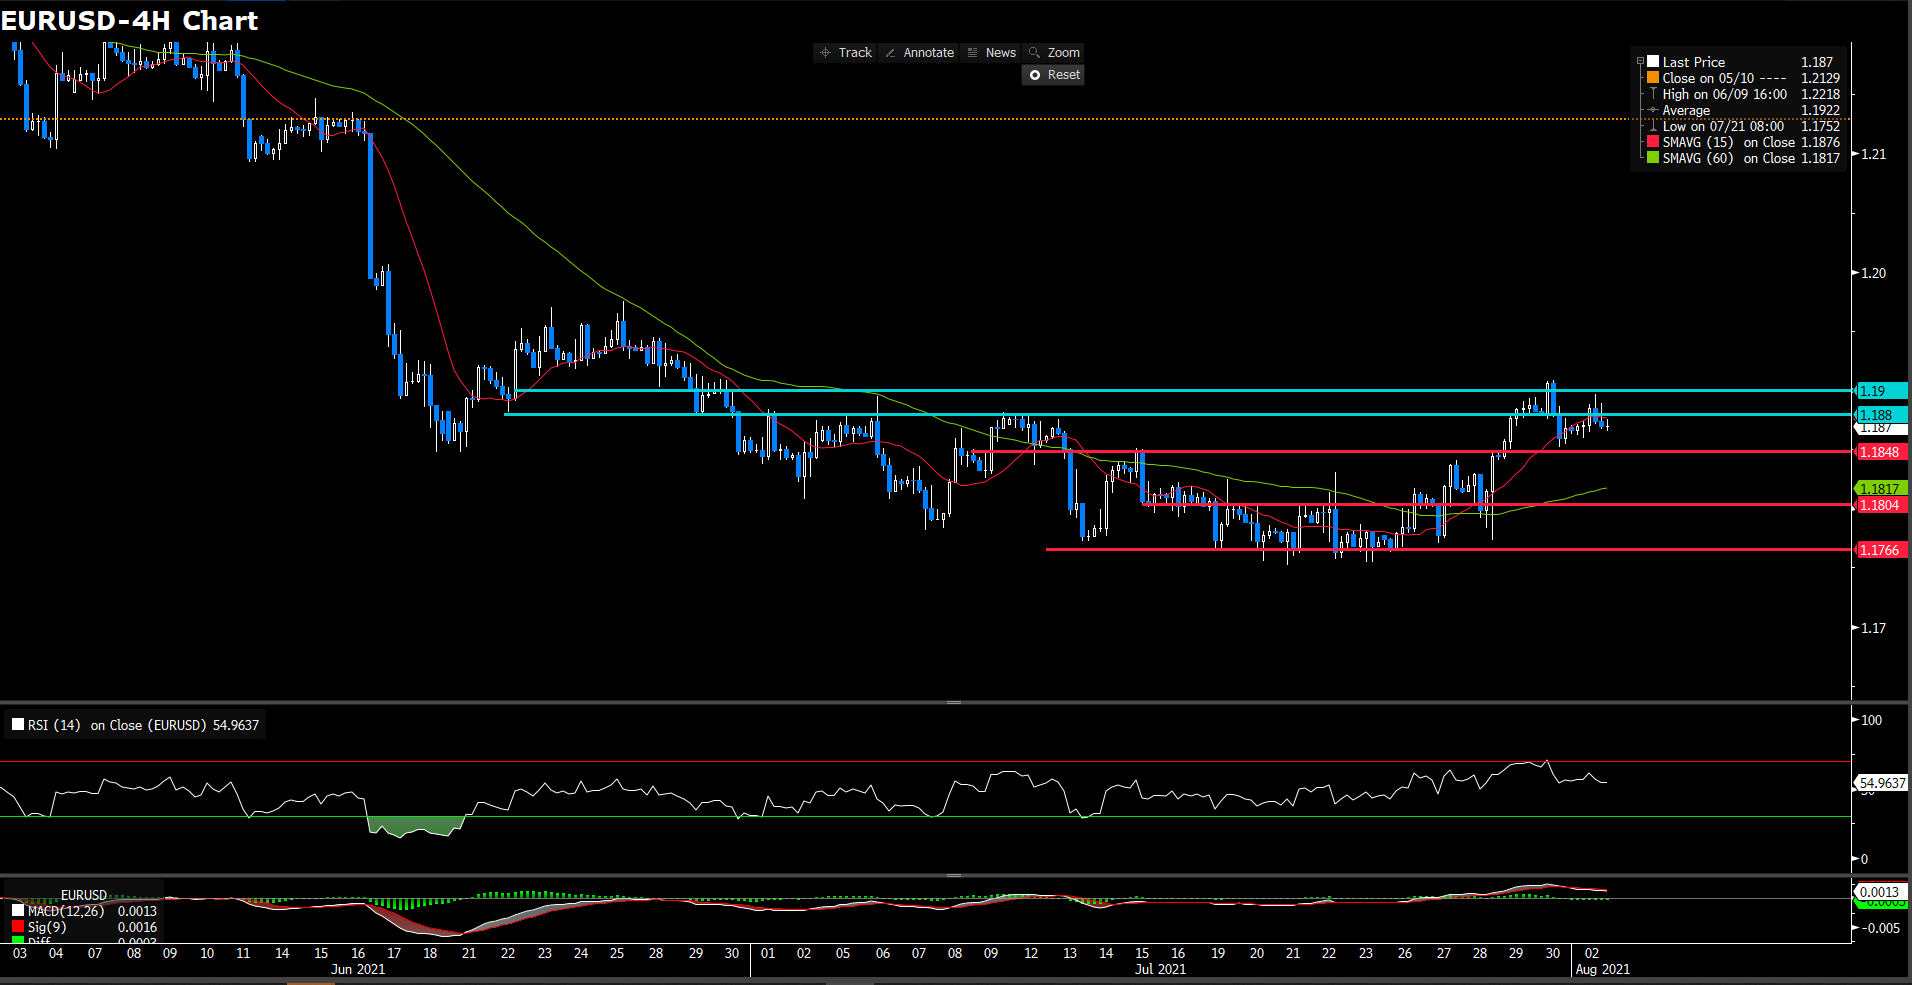 EURUSD-4H Chart
Track Annotate News Zoom
Reset
Last Price 1.187
Close on 05/10 ---- 1.2129
High on 06/09 16:00 1.2218
Average 1.1922
Low on 07/21 08:00 1.1752
SMAVG (15) on Close 1.1876
SMAVG (60) on Close 1.1817
1.21
1.20
1.19
1.188
1.187
1.1848
1.1817
1.1804
1.1766
1.17
RSI (14) on Close (EURUSD) 54.9637
100
54.9637
50
0
EURUSD
MACD(12,26) 0.0013
Sig(9) 0.0016
Diff
0.0013
-0.005
03 04 07 08 09 10 11 14 15 16 17 18 21 22 23 24 25 28 29 30 01 02 05 06 07 08 09 12 13 14 15 16 19 20 21 22 23 26 27 28 29 30 02
Jun 2021 Jul 2021 Aug 2021